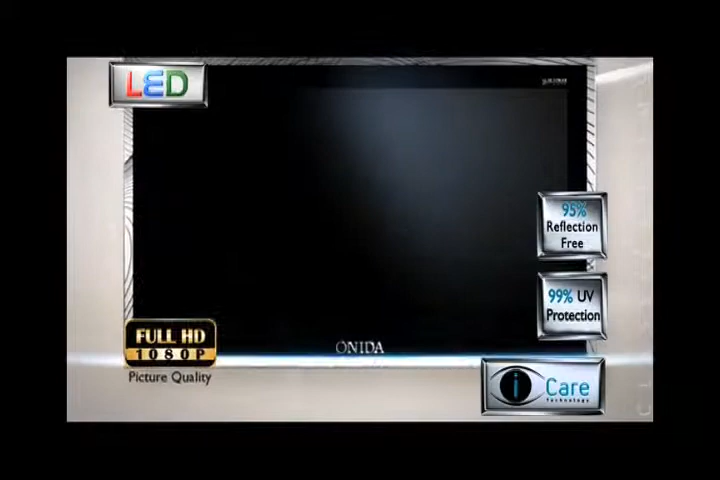 LED
95%
Reflection
Free
99% UV
Protection
FULL HD
1080P
Picture Quality
ONIDA
i Care
Technology